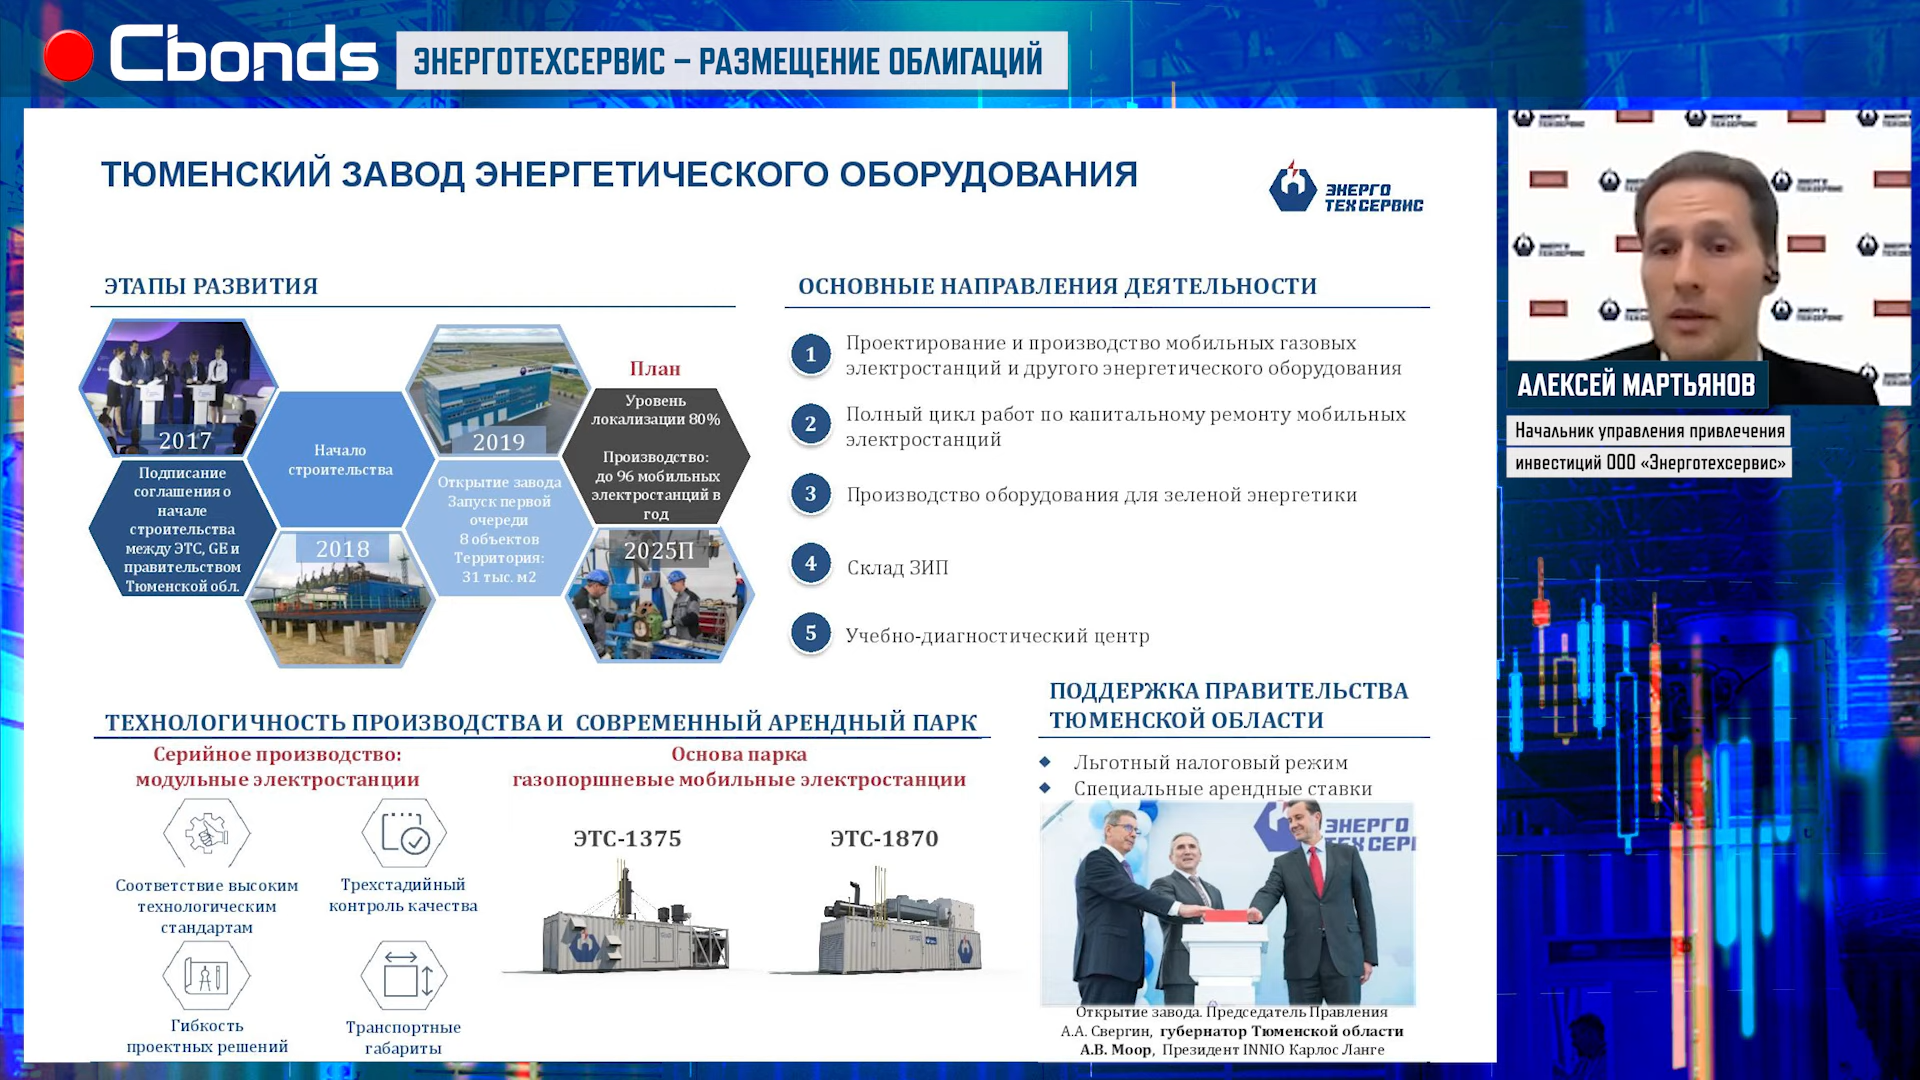 Cbonds
ЭНЕРГОТЕХСЕРВИС – РАЗМЕЩЕНИЕ ОБЛИГАЦИЙ
ТЮМЕНСКИЙ ЗАВОД ЭНЕРГЕТИЧЕСКОГО ОБОРУДОВАНИЯ
ЭНЕРГО
ТЕХСЕРВИС
ЭТАПЫ РАЗВИТИЯ
2017
Подписание
соглашения о
начале
строительства
между ЭТС, GE и
правительством
Тюменской обл.
Начало
строительства
2018
2019
Открытие завода
Запуск первой
очереди
8 объектов
Территория:
31 тыс. м2
План
Уровень
локализации 80%
Производство:
до 96 мобильных
электростанций в
год
2025П
ОСНОВНЫЕ НАПРАВЛЕНИЯ ДЕЯТЕЛЬНОСТИ
1 Проектирование и производство мобильных газовых
электростанций и другого энергетического оборудования
2 Полный цикл работ по капитальному ремонту мобильных
электростанций
3 Производство оборудования для зеленой энергетики
4 Склад ЗИП
5 Учебно-диагностический центр
ТЕХНОЛОГИЧНОСТЬ ПРОИЗВОДСТВА И СОВРЕМЕННЫЙ АРЕНДНЫЙ ПАРК
Серийное производство:
модульные электростанции
Соответствие высоким
технологическим
стандартам
Трехстадийный
контроль качества
Гибкость
проектных решений
Транспортные
габариты
Основа парка
газопоршневые мобильные электростанции
ЭТС-1375
ЭТС-1870
ПОДДЕРЖКА ПРАВИТЕЛЬСТВА
ТЮМЕНСКОЙ ОБЛАСТИ
Льготный налоговый режим
Специальные арендные ставки
ЭНЕРГО
ТЕХСЕРВ
Открытие завода. Председатель Правления
А.А. Свергин, губернатор Тюменской области
А.В. Моор, Президент INNIO Карлос Ланге
АЛЕКСЕЙ МАРТЬЯНОВ
Начальник управления привлечения
инвестиций ООО «Энерготехсервис»